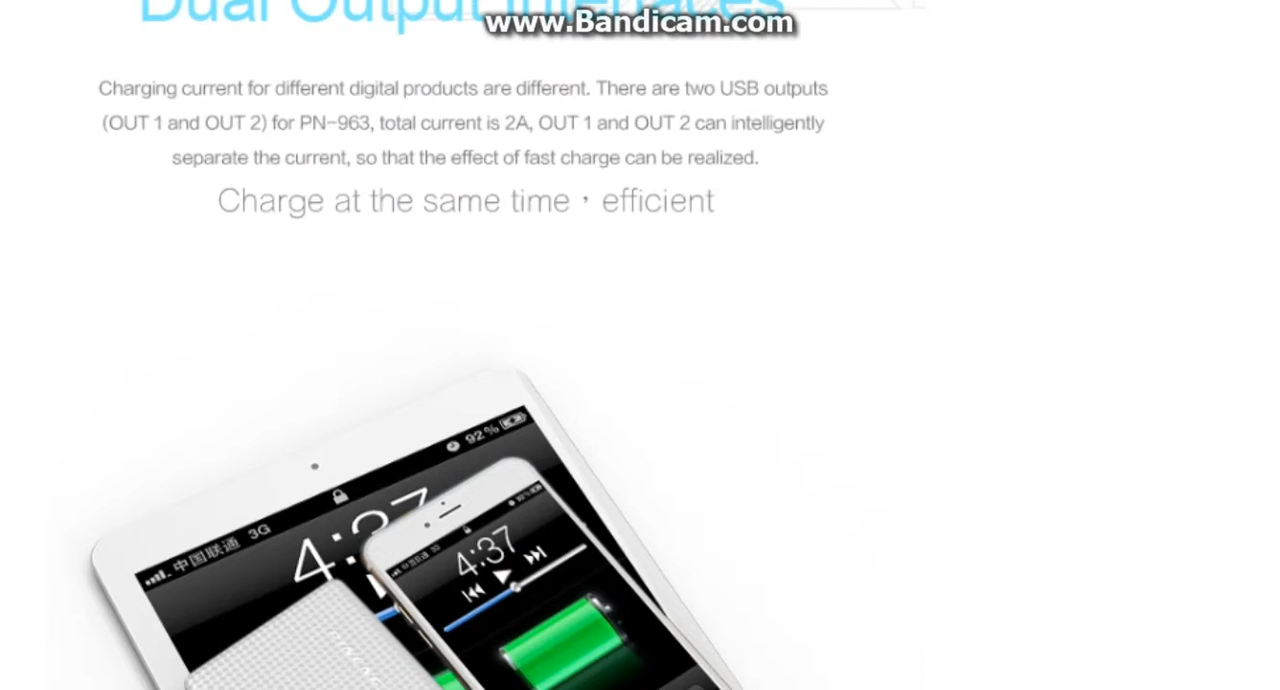 Dual Output Interfaces
www.Bandicam.com
Charging current for different digital products are different. There are two USB outputs
(OUT 1 and OUT 2) for PN-963, total current is 2A, OUT 1 and OUT 2 can intelligently
separate the current, so that the effect of fast charge can be realized.
Charge at the same time，efficient
92%
中国联通 3G
4:37
4:37